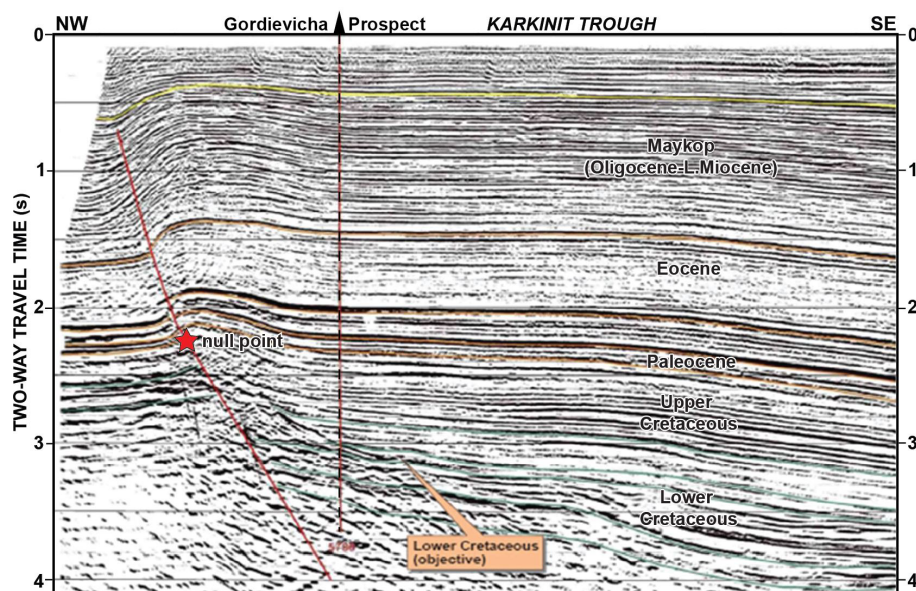 NW
Gordievicha Prospect
KARKINIT TROUGH
SE
0
0
1
1
2
2
3
3
4
4
TWO-WAY TRAVEL TIME (s)
Maykop
(Oligocene-L.Miocene)
Eocene
null point
Paleocene
Upper
Cretaceous
Lower
Cretaceous
Lower Cretaceous
(objective)